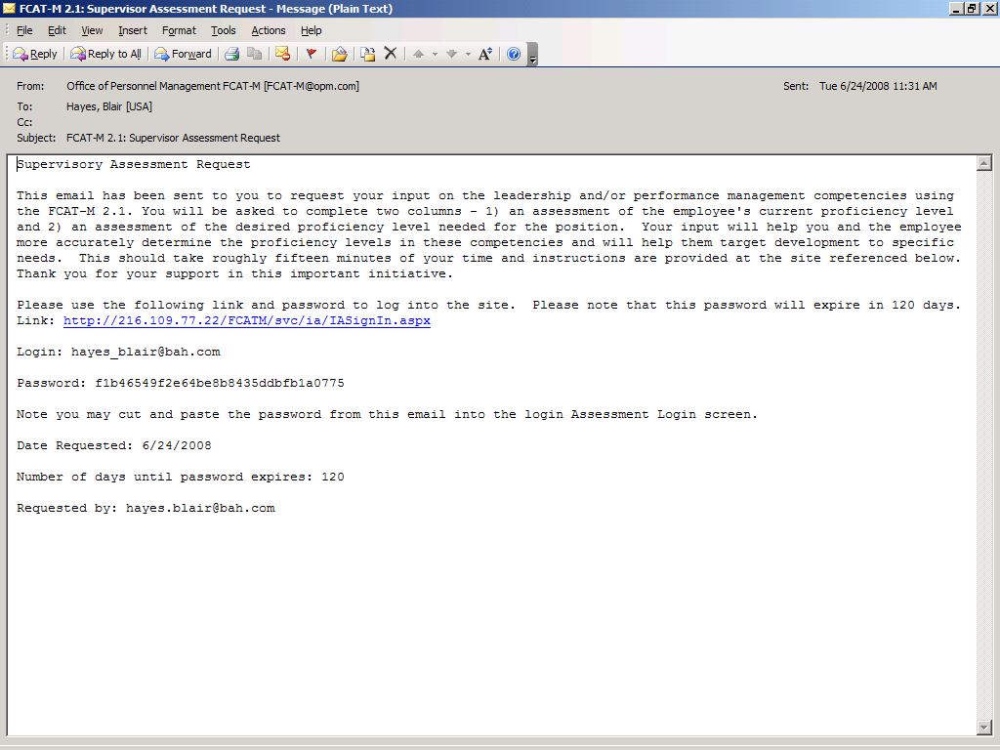 FCAT-M 2.1: Supervisor Assessment Request - Message (Plain Text)
File Edit View Insert Format Tools Actions Help
Reply Reply to All Forward
From: Office of Personnel Management FCAT-M [FCAT-M@opm.com] Sent: Tue 6/24/2008 11:31 AM
To: Hayes, Blair [USA]
Cc:
Subject: FCAT-M 2.1: Supervisor Assessment Request
Supervisory Assessment Request
This email has been sent to you to request your input on the leadership and/or performance management competencies using
the FCAT-M 2.1. You will be asked to complete two columns - 1) an assessment of the employee's current proficiency level
and 2) an assessment of the desired proficiency level needed for the position.  Your input will help you and the employee
more accurately determine the proficiency levels in these competencies and will help them target development to specific
needs.  This should take roughly fifteen minutes of your time and instructions are provided at the site referenced below.
Thank you for your support in this important initiative.
Please use the following link and password to log into the site.  Please note that this password will expire in 120 days.
Link: http://216.109.77.22/FCATM/svc/ia/IASignIn.aspx
Login: hayes_blair@bah.com
Password: f1b46549f2e64be8b8435ddbfb1a0775
Note you may cut and paste the password from this email into the login Assessment Login screen.
Date Requested: 6/24/2008
Number of days until password expires: 120
Requested by: hayes.blair@bah.com